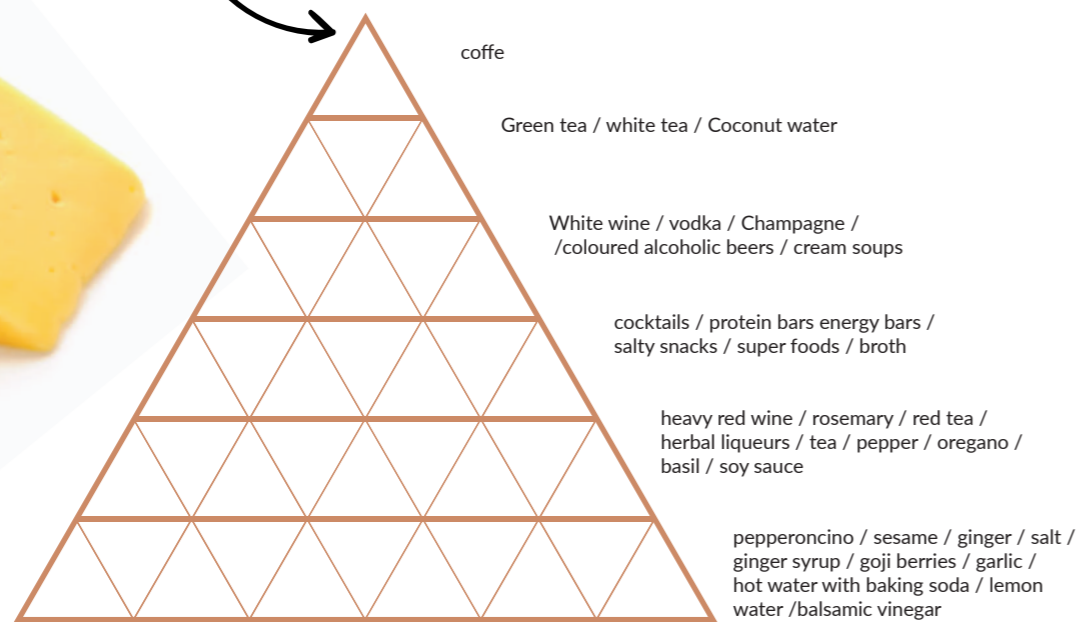 coffe
Green tea / white tea / Coconut water
White wine / vodka / Champagne /
/coloured alcoholic beers / cream soups
cocktails / protein bars energy bars /
salty snacks / super foods / broth
heavy red wine / rosemary / red tea /
herbal liqueurs / tea / pepper / oregano /
basil / soy sauce
pepperoncino / sesame / ginger / salt /
ginger syrup / goji berries / garlic /
hot water with baking soda / lemon
water /balsamic vinegar